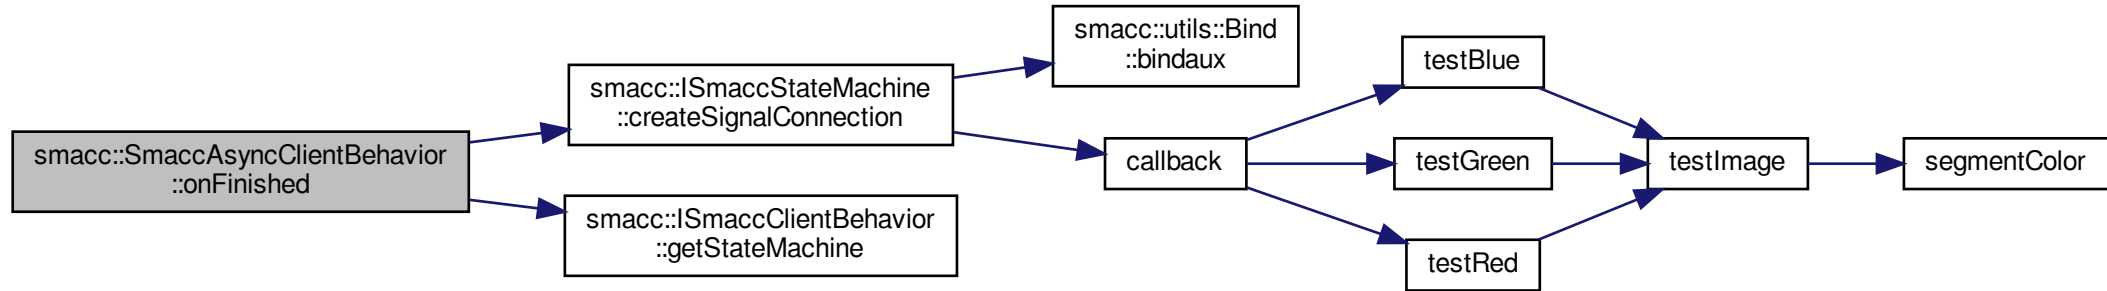 smacc::SmaccAsyncClientBehavior
::onFinished
smacc::ISmaccStateMachine
::createSignalConnection
smacc::ISmaccClientBehavior
::getStateMachine
smacc::utils::Bind
::bindaux
callback
testBlue
testGreen
testRed
testImage
segmentColor